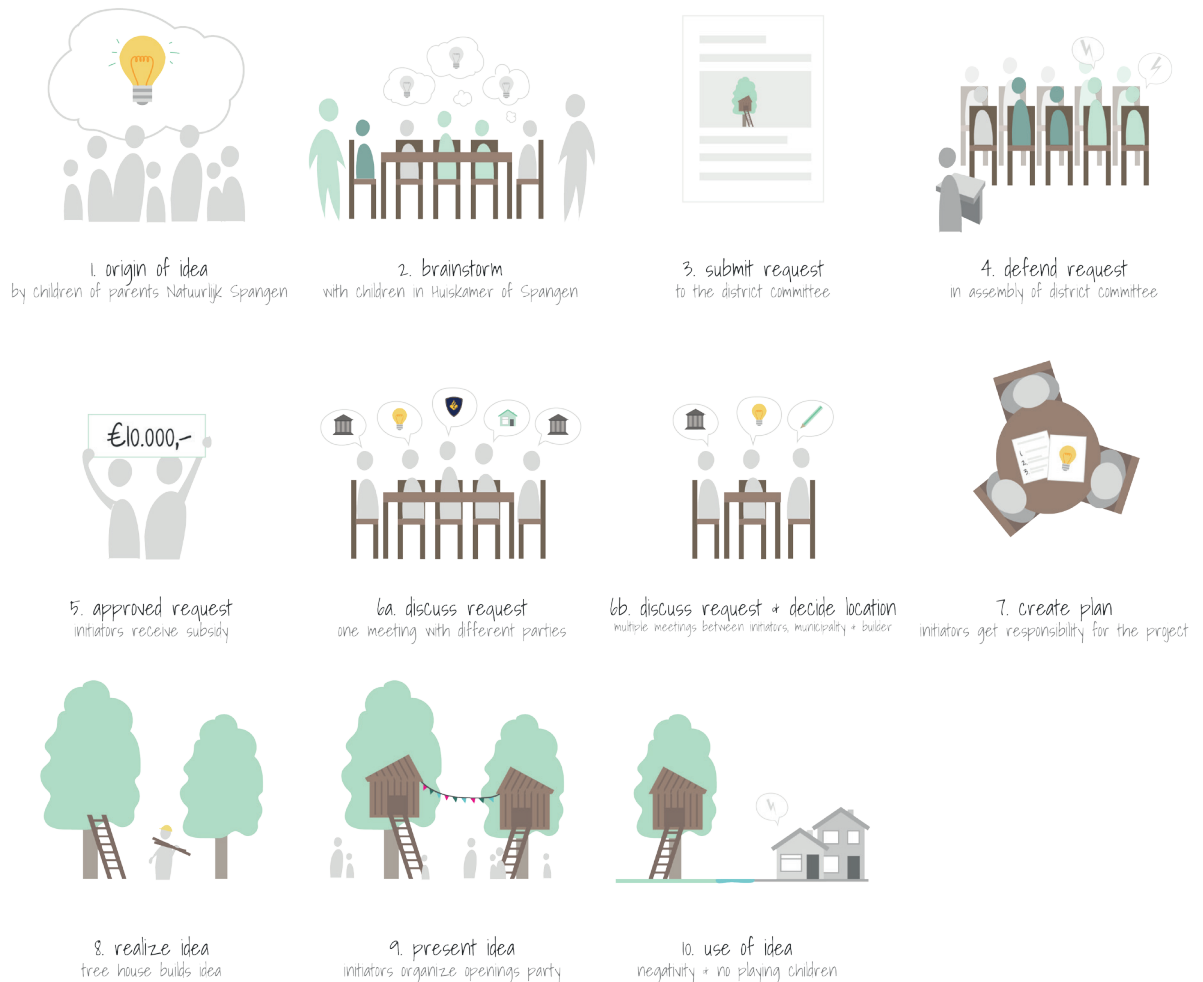 1. origin of idea
by children of parents Natuurlijk Spangen
2. brainstorm
with children in Huiskamer of Spangen
3. submit request
to the district committee
4. defend request
in assembly of district committee
€10.000,-
5. approved request
initiators receive subsidy
6a. discuss request
one meeting with different parties
6b. discuss request + decide location
multiple meetings between initiators, municipality + builder
1.
2.
3.
7. create plan
initiators get responsibility for the project
8. realize idea
tree house builds idea
9. present idea
initiators organize openings party
10. use of idea
negativity + no playing children